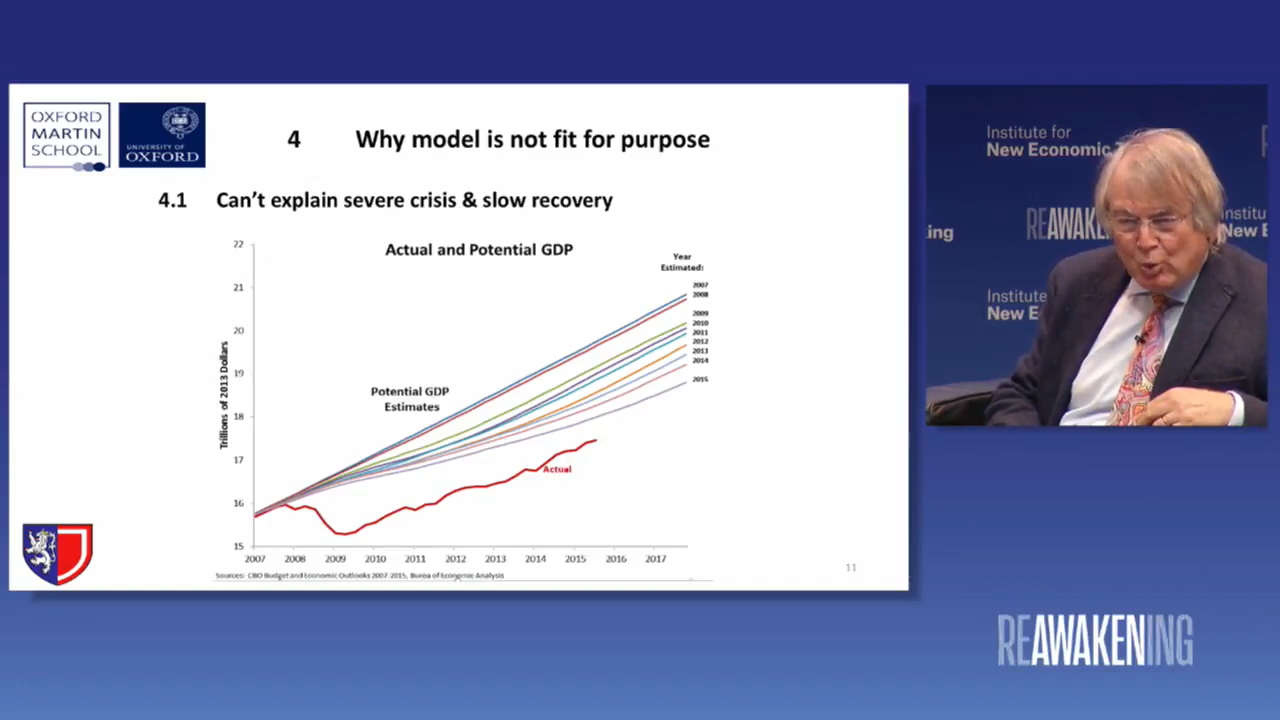 OXFORD
MARTIN
SCHOOL
UNIVERSITY OF
OXFORD
4 Why model is not fit for purpose
4.1 Can't explain severe crisis & slow recovery
Actual and Potential GDP
Year
Estimated:
2007
2008
2009
2010
2011
2012
2013
2014
2015
Potential GDP
Estimates
Actual
Trillions of 2013 Dollars
22
21
20
19
18
17
16
15
2007 2008 2009 2010 2011 2012 2013 2014 2015 2016 2017
Sources: CBO Budget and Economic Outlooks 2007-2015, Bureau of Economic Analysis
11
Institute for
New Economic T
REAWAK
ing
Institu
New E
Institute
New E
REAWAKENING